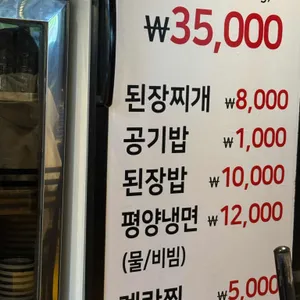 ₩35,000
된장찌개 ₩8,000
공기밥 ₩1,000
된장밥 ₩10,000
평양냉면 ₩12,000
(물/비빔)
₩5,000